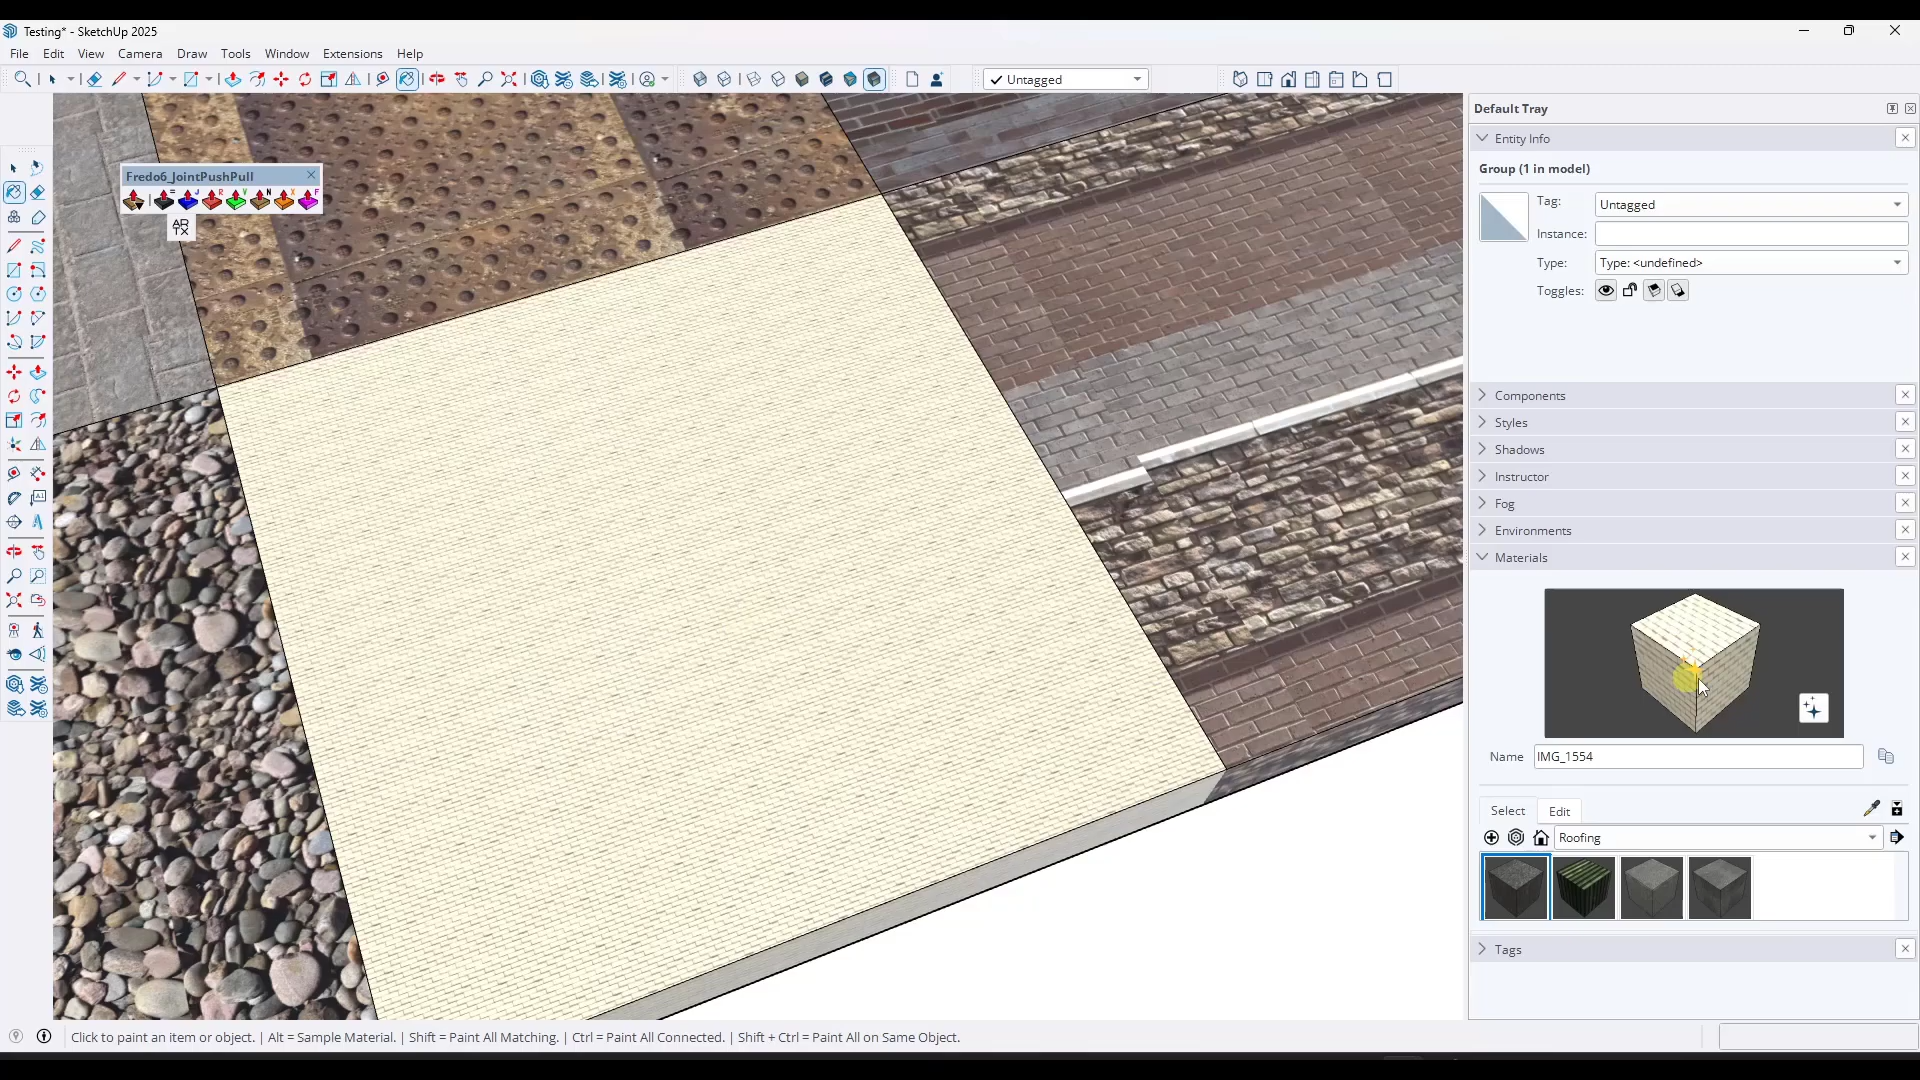 Testing* - SketchUp 2025
File Edit View Camera Draw Tools Window Extensions Help
Untagged
Default Tray
Entity Info
Group (1 in model)
Tag: Untagged
Instance:
Type: Type: <undefined>
Toggles:
Fredo6_JointPushPull
= J R V N X F
Components
Styles
Shadows
Instructor
Fog
Environments
Materials
Name IMG_1554
Select Edit
Roofing
Tags
Click to paint an item or object. | Alt = Sample Material. | Shift = Paint All Matching. | Ctrl = Paint All Connected. | Shift + Ctrl = Paint All on Same Object.